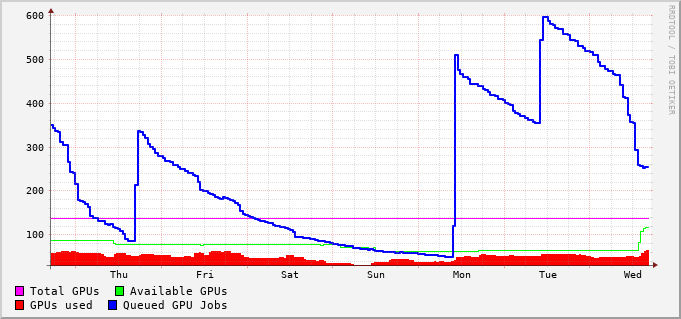 600
500
400
300
200
100
Thu Fri Sat Sun Mon Tue Wed
RRDTOOL / TOBI OETIKER
Total GPUs Available GPUs
GPUs used Queued GPU Jobs